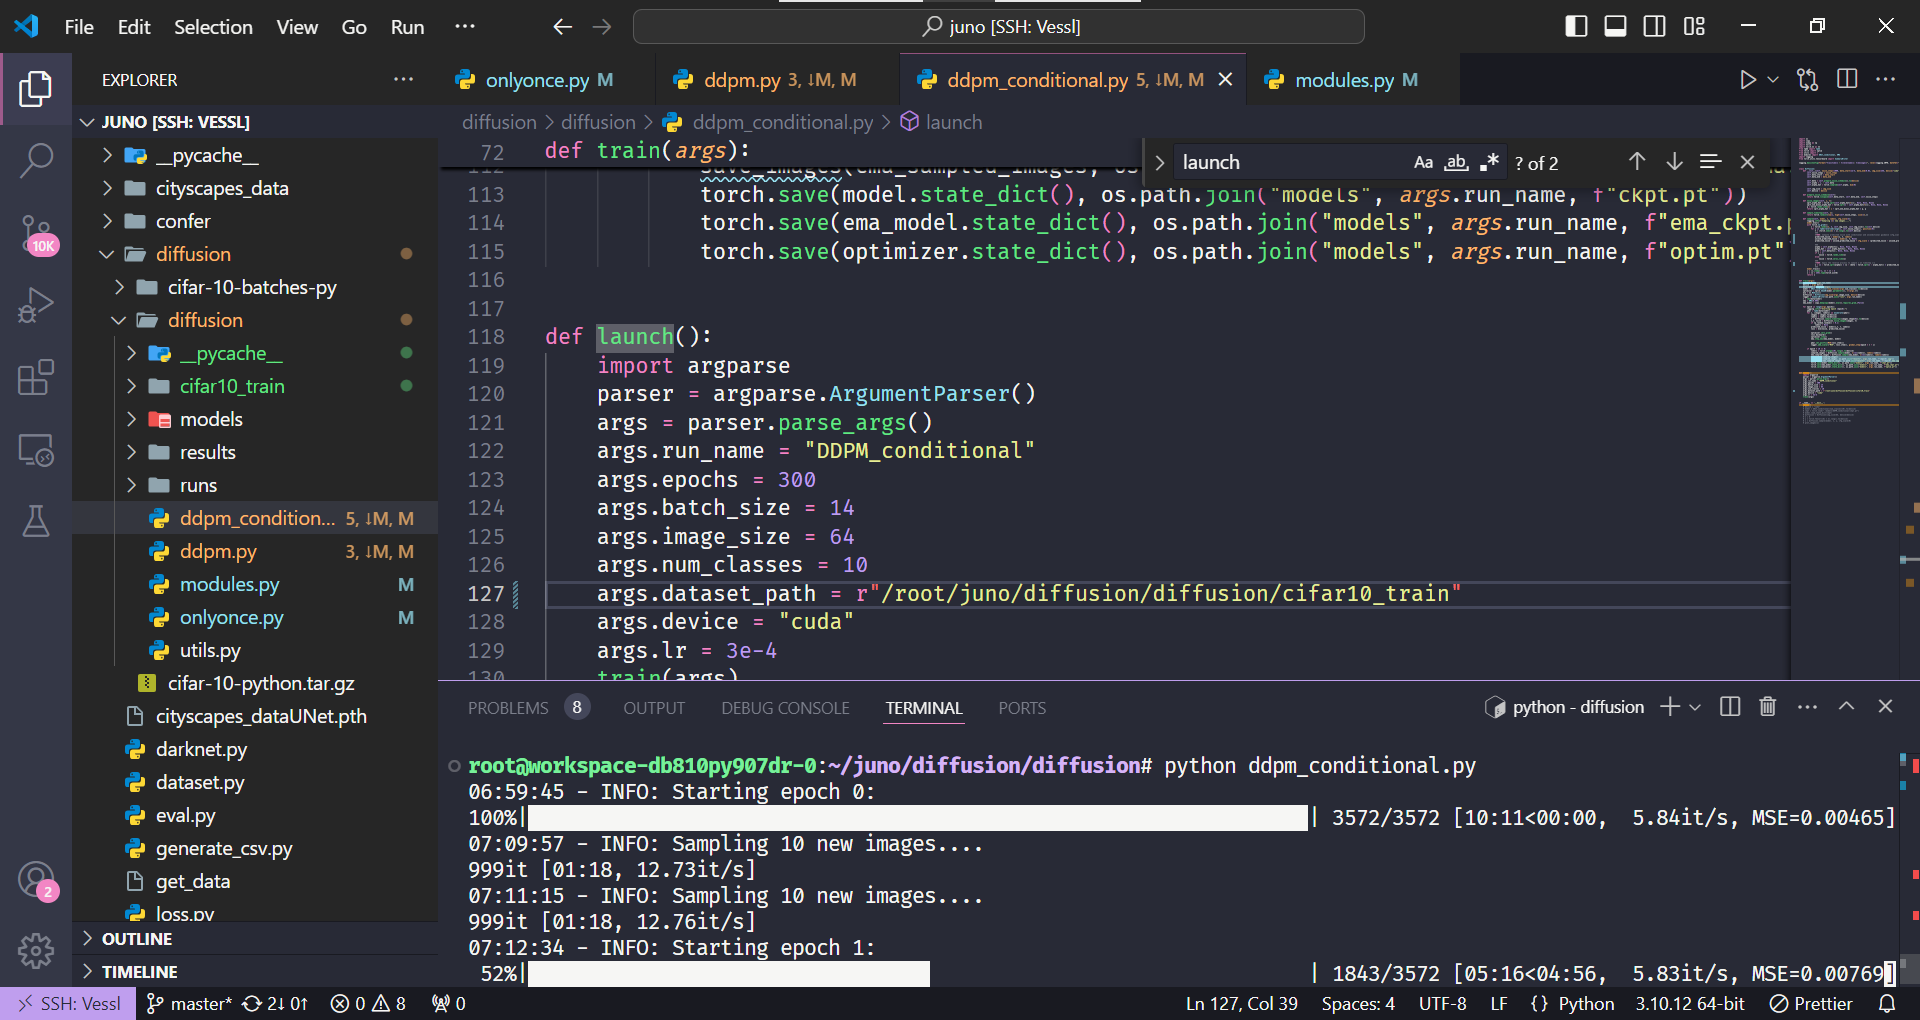 File Edit Selection View Go Run ··· juno [SSH: Vessl]
EXPLORER
onlyonce.py M ddpm.py 3, ↓M, M ddpm_conditional.py 5, ↓M, M modules.py M
JUNO [SSH: VESSL]
__pycache__
cityscapes_data
confer
diffusion
cifar-10-batches-py
diffusion
__pycache__
cifar10_train
models
results
runs
ddpm_condition... 5, ↓M, M
ddpm.py 3, ↓M, M
modules.py M
onlyonce.py M
utils.py
cifar-10-python.tar.gz
cityscapes_dataUNet.pth
darknet.py
dataset.py
eval.py
generate_csv.py
get_data
loss.py
OUTLINE
TIMELINE
10K
2
diffusion > diffusion > ddpm_conditional.py > launch
launch Aa ab .* ? of 2
72 def train(args):
112 save_images(ema_sampled_images, os
113 torch.save(model.state_dict(), os.path.join("models", args.run_name, f"ckpt.pt"))
114 torch.save(ema_model.state_dict(), os.path.join("models", args.run_name, f"ema_ckpt.p
115 torch.save(optimizer.state_dict(), os.path.join("models", args.run_name, f"optim.pt"
116
117
118 def launch():
119 import argparse
120 parser = argparse.ArgumentParser()
121 args = parser.parse_args()
122 args.run_name = "DDPM_conditional"
123 args.epochs = 300
124 args.batch_size = 14
125 args.image_size = 64
126 args.num_classes = 10
127 args.dataset_path = r"/root/juno/diffusion/diffusion/cifar10_train"
128 args.device = "cuda"
129 args.lr = 3e-4
130 train(args)
PROBLEMS 8 OUTPUT DEBUG CONSOLE TERMINAL PORTS python - diffusion
root@workspace-db810py907dr-0:~/juno/diffusion/diffusion# python ddpm_conditional.py
06:59:45 - INFO: Starting epoch 0:
100%| | 3572/3572 [10:11<00:00, 5.84it/s, MSE=0.00465]
07:09:57 - INFO: Sampling 10 new images....
999it [01:18, 12.73it/s]
07:11:15 - INFO: Sampling 10 new images....
999it [01:18, 12.76it/s]
07:12:34 - INFO: Starting epoch 1:
52%| | 1843/3572 [05:16<04:56, 5.83it/s, MSE=0.00769]
SSH: Vessl master* 2↓ 0↑ 0 8 0 Ln 127, Col 39 Spaces: 4 UTF-8 LF {} Python 3.10.12 64-bit Prettier